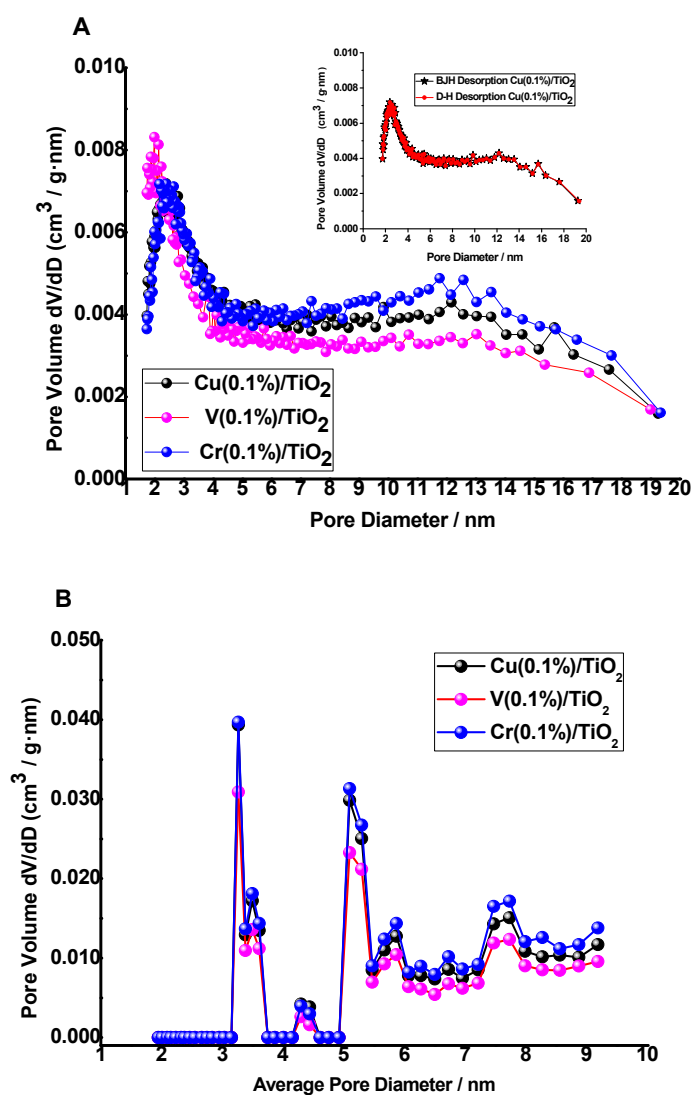 A
0.010
0.008
0.006
0.004
0.002
0.000
Pore Volume dV/dD (cm³ / g·nm)
1 2 3 4 5 6 7 8 9 10 11 12 13 14 15 16 17 18 19 20
Pore Diameter / nm
Cu(0.1%)/TiO₂
V(0.1%)/TiO₂
Cr(0.1%)/TiO₂
0.010
0.008
0.006
0.004
0.002
0.000
Pore Volume dV/dD (cm³ / g·nm)
0 2 4 6 8 10 12 14 16 18 20
Pore Diameter / nm
BJH Desorption Cu(0.1%)/TiO₂
D-H Desorption Cu(0.1%)/TiO₂
B
0.050
0.040
0.030
0.020
0.010
0.000
Pore Volume dV/dD (cm³ / g·nm)
1 2 3 4 5 6 7 8 9 10
Average Pore Diameter / nm
Cu(0.1%)/TiO₂
V(0.1%)/TiO₂
Cr(0.1%)/TiO₂